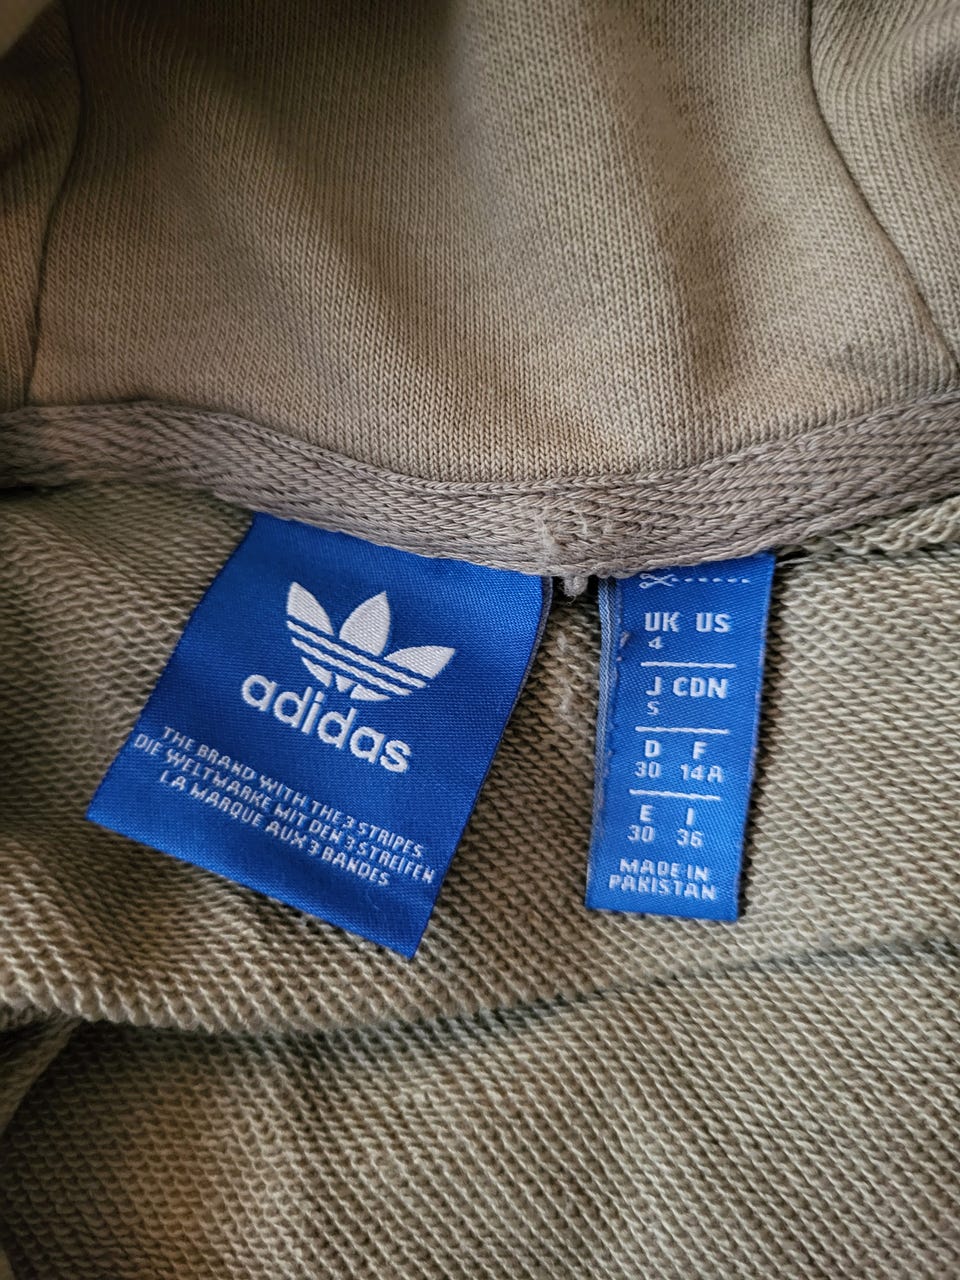 adidas
THE BRAND WITH THE 3 STRIPES
DIE WELTMARKE MIT DEN 3 STREIFEN
LA MARQUE AUX 3 BANDES
UK US
4
J CDN
S
D F
30 14A
E I
30 36
MADE IN
PAKISTAN